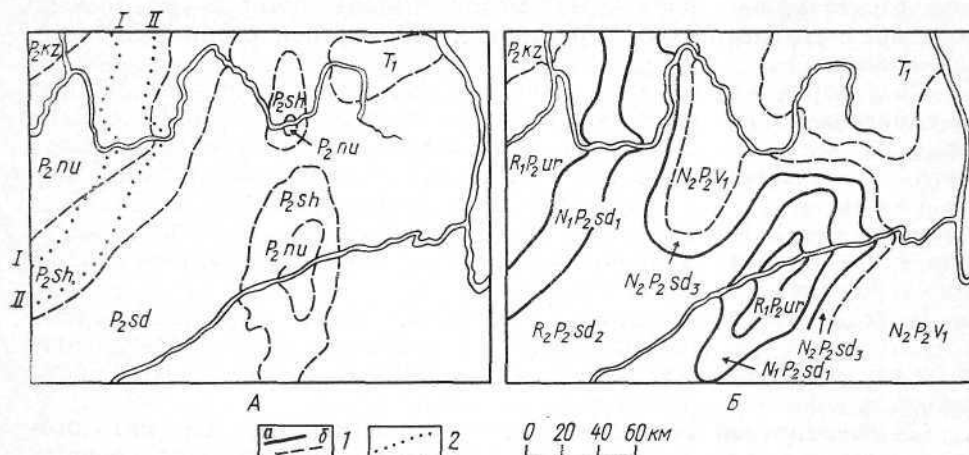 I II
P₂kz
T₁
P₂sh
P₂nu
P₂nu
P₂sh
P₂nu
I
P₂sh
II
P₂sd
А
P₂kz
T₁
R₁P₂ur
N₂P₂v₁
N₁P₂sd₁
N₂P₂sd₃
R₁P₂ur
R₂P₂sd₂
N₂P₂sd₃
N₂P₂v₁
N₁P₂sd₁
Б
а б 1 2 0 20 40 60 км